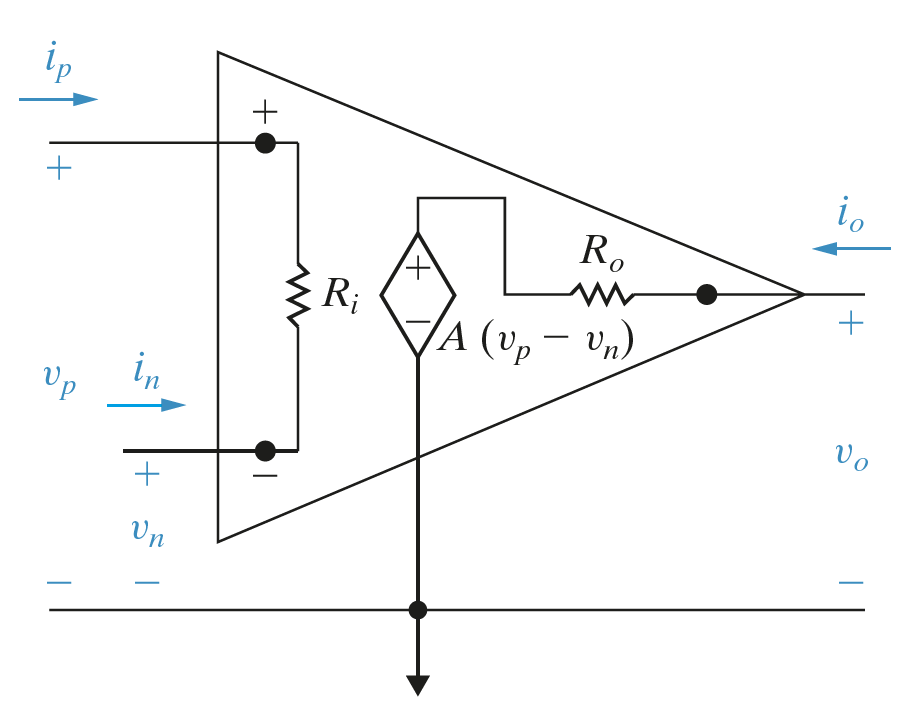 i_p
+
+
R_o
i_o
+
−
R_i
A (v_p − v_n)
+
v_p
i_n
+
−
v_o
v_n
−
−
−